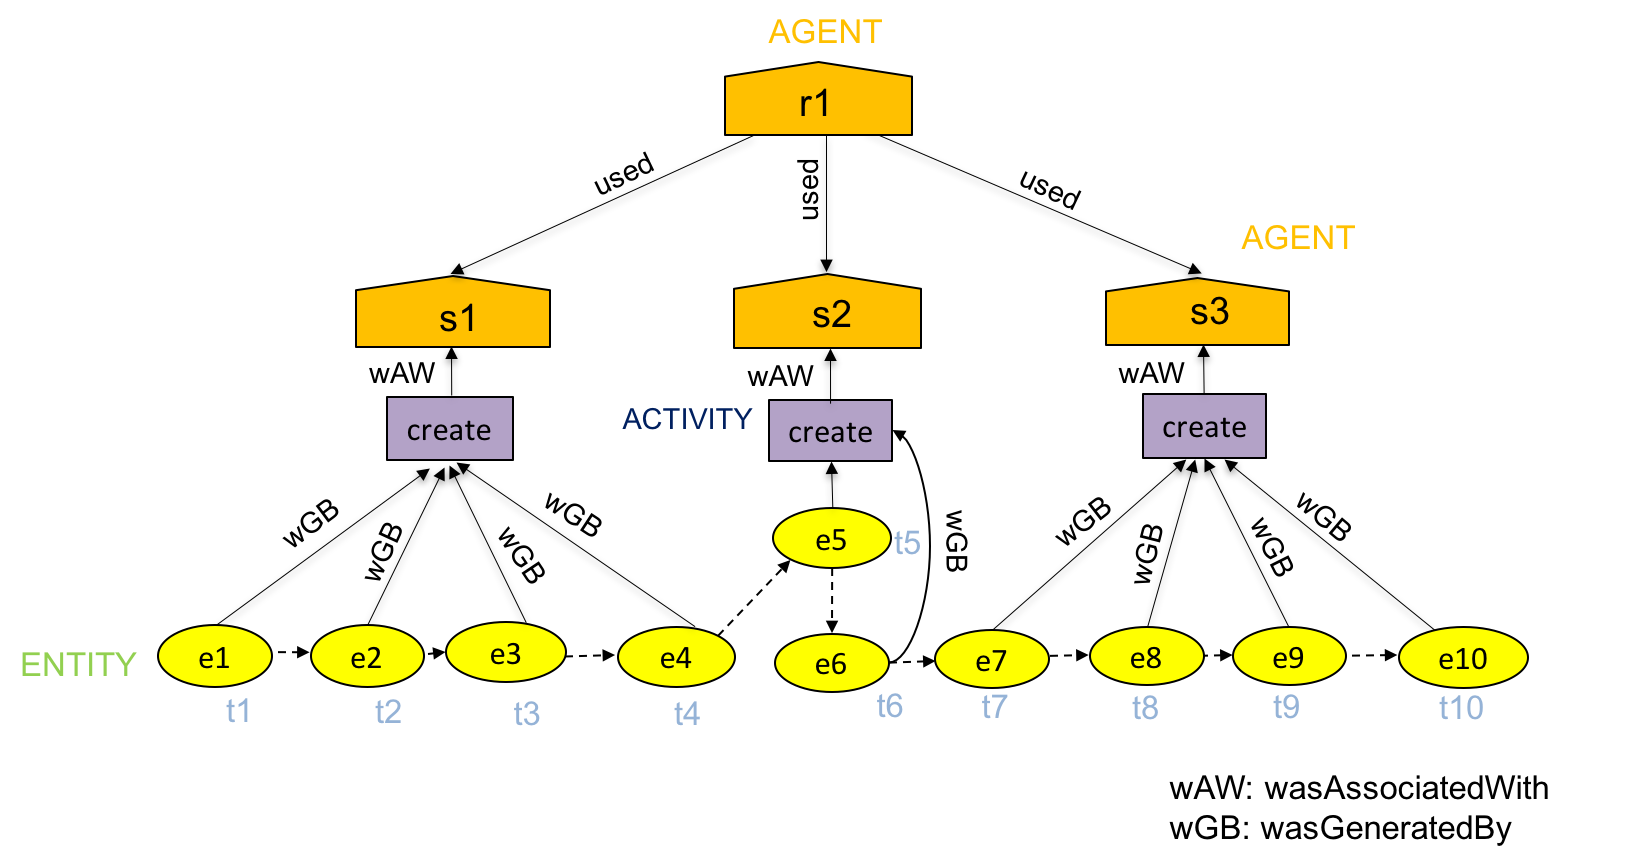 AGENT
r1
used
used
used
AGENT
s1
s2
s3
wAW
wAW
wAW
create
ACTIVITY
create
create
wGB
wGB
wGB
wGB
e5
t5
wGB
wGB
wGB
wGB
wGB
ENTITY
e1
e2
e3
e4
e6
e7
e8
e9
e10
t1
t2
t3
t4
t6
t7
t8
t9
t10
wAW: wasAssociatedWith
wGB: wasGeneratedBy